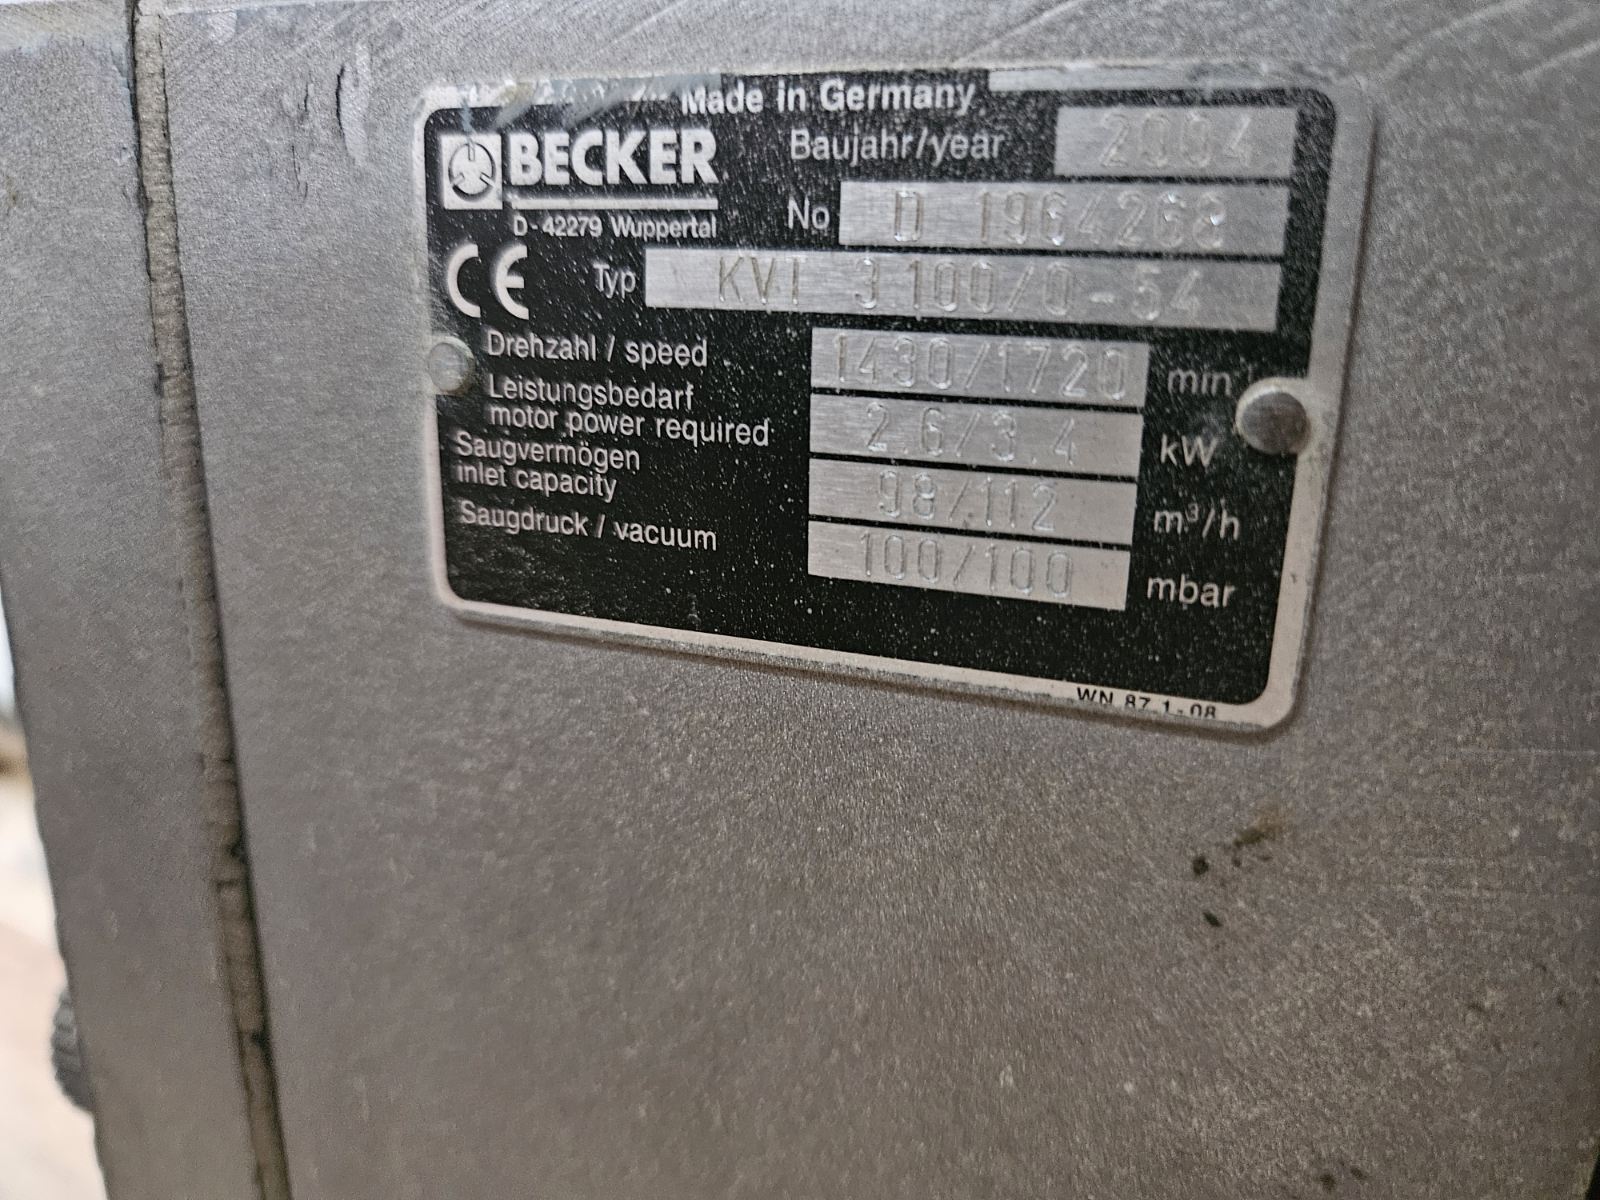 Made in Germany
BECKER
Baujahr/year 2004
D-42279 Wuppertal
No D 1964268
CE
Typ KVT 3.100/0-54
Drehzahl / speed 1430/1720 min⁻¹
Leistungsbedarf
motor power required 2.6/3.4 kW
Saugvermögen
inlet capacity 98/112 m³/h
Saugdruck / vacuum 100/100 mbar
WN 87.1-08